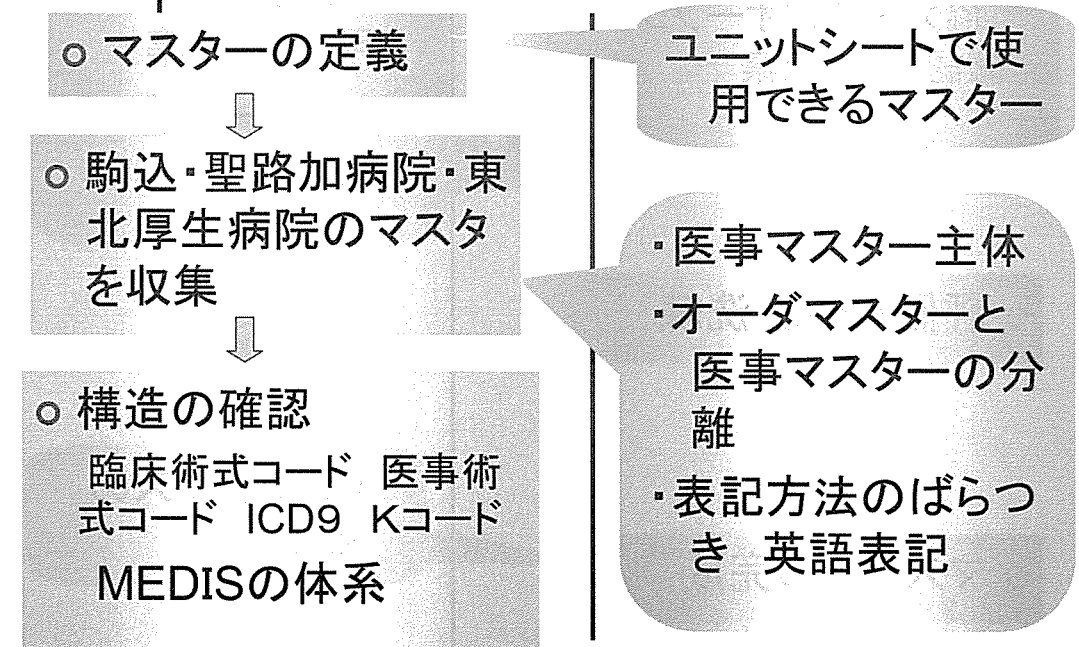 ○ マスターの定義
ユニットシートで使
用できるマスター
○ 駒込・聖路加病院・東
北厚生病院のマスタ
を収集
・医事マスター主体
・オーダマスターと
医事マスターの分
離
・表記方法のばらつ
き 英語表記
○ 構造の確認
臨床術式コード 医事術
式コード ICD9 Kコード
MEDISの体系